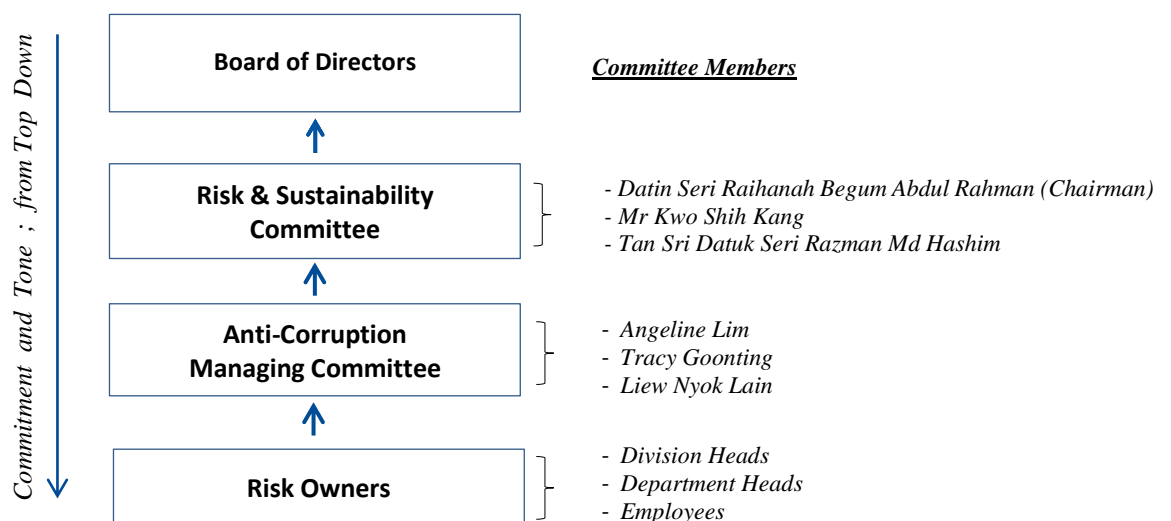 Commitment and Tone ; from Top Down
Board of Directors
Committee Members
Risk & Sustainability
Committee
- Datin Seri Raihanah Begum Abdul Rahman (Chairman)
- Mr Kwo Shih Kang
- Tan Sri Datuk Seri Razman Md Hashim
Anti-Corruption
Managing Committee
- Angeline Lim
- Tracy Goonting
- Liew Nyok Lain
Risk Owners
- Division Heads
- Department Heads
- Employees